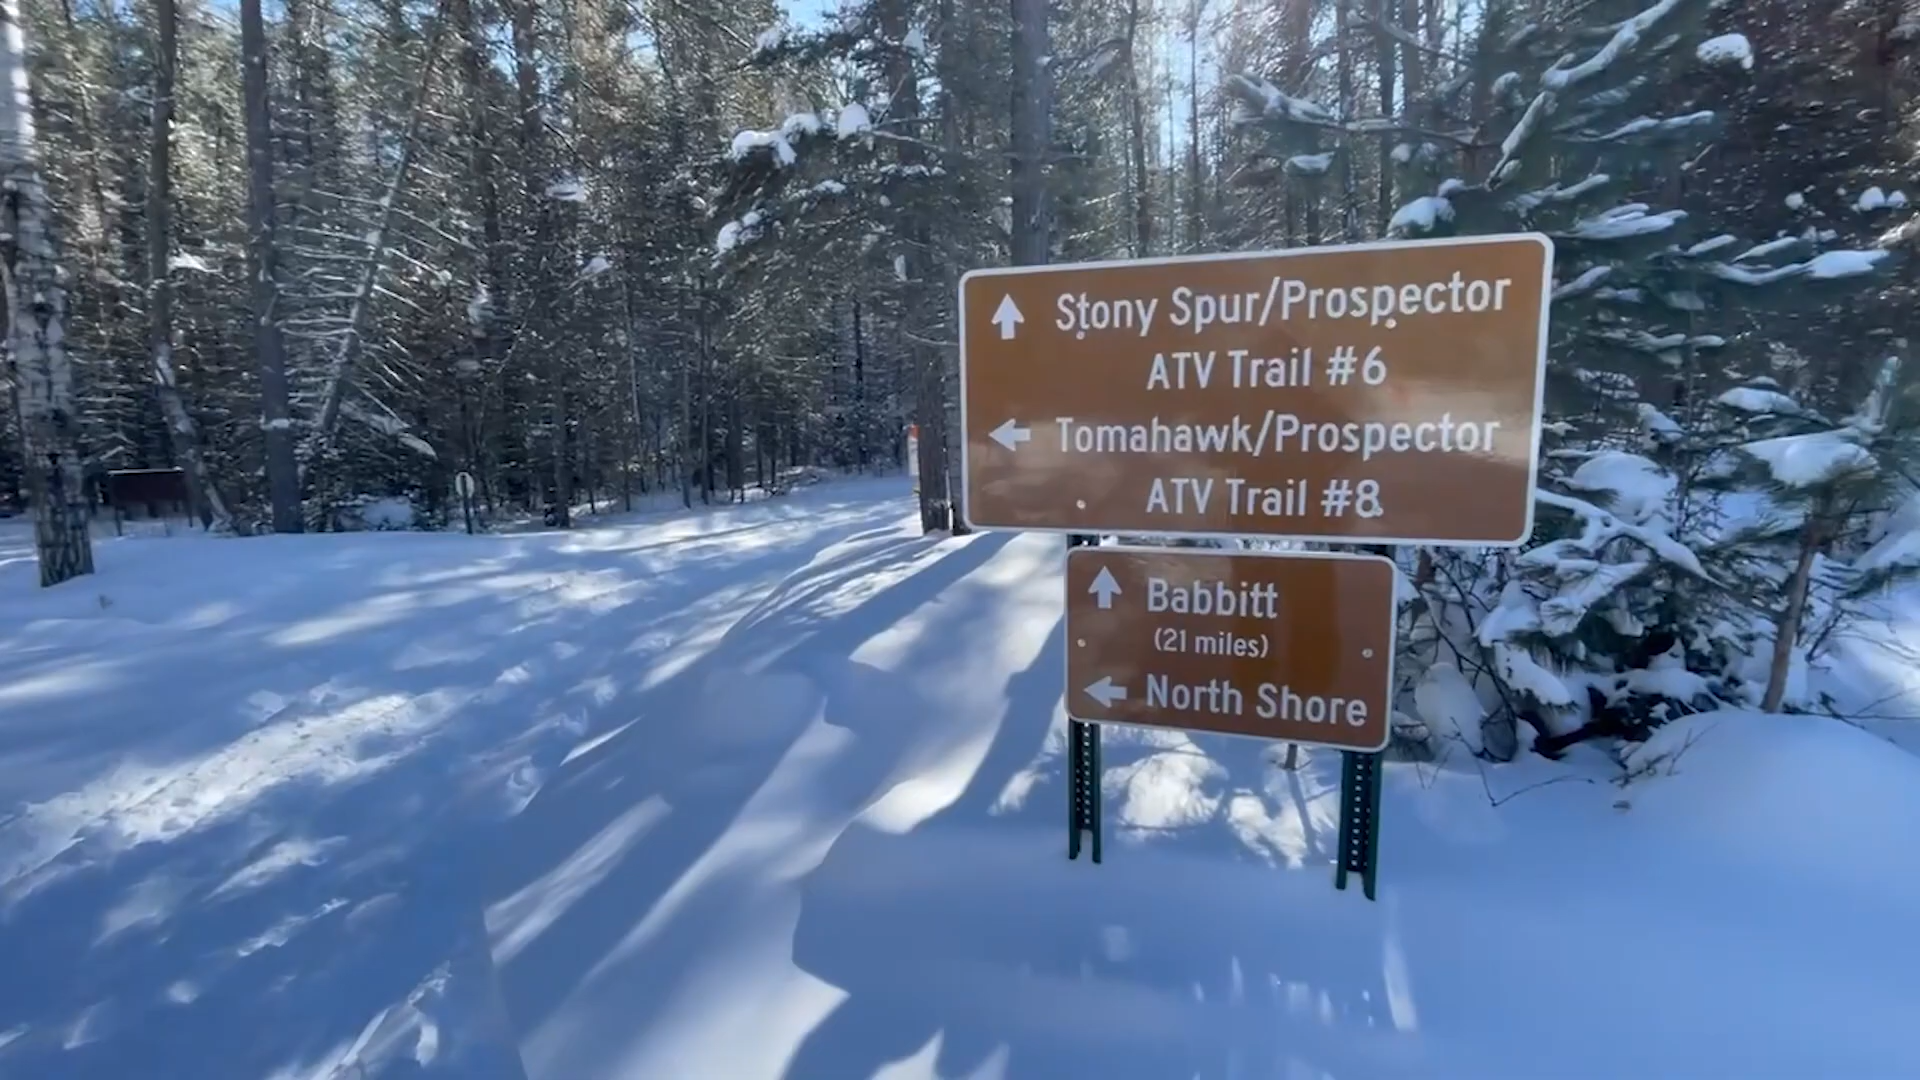 Stony Spur/Prospector
ATV Trail #6
Tomahawk/Prospector
ATV Trail #8
Babbitt
(21 miles)
North Shore